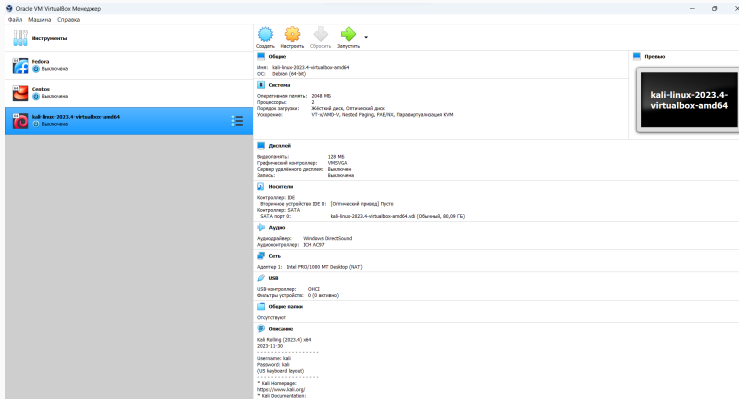 Oracle VM VirtualBox Менеджер
Файл Машина Справка
Инструменты
Fedora
Выключена
Centos
Выключена
kali-linux-2023.4-virtualbox-amd64
Выключена
Создать Настроить Сбросить Запустить
Общие
Имя: kali-linux-2023.4-virtualbox-amd64
ОС: Debian (64-bit)
Система
Оперативная память: 2048 МБ
Процессоры: 2
Порядок загрузки: Жёсткий диск, Оптический диск
Ускорение: VT-x/AMD-V, Nested Paging, PAE/NX, Паравиртуализация KVM
Превью
kali-linux-2023.4-
virtualbox-amd64
Дисплей
Видеопамять: 128 МБ
Графический контроллер: VMSVGA
Сервер удалённого дисплея: Выключен
Запись: Выключена
Носители
Контроллер: IDE
Вторичное устройство IDE 0: [Оптический привод] Пусто
Контроллер: SATA
SATA порт 0: kali-linux-2023.4-virtualbox-amd64.vdi (Обычный, 80,09 ГБ)
Аудио
Аудиодрайвер: Windows DirectSound
Аудиоконтроллер: ICH AC97
Сеть
Адаптер 1: Intel PRO/1000 MT Desktop (NAT)
USB
USB-контроллер: OHCI
Фильтры устройств: 0 (0 активно)
Общие папки
Отсутствуют
Описание
Kali Rolling (2023.4) x64
2023-11-30
- - - - - - - - - - - - - - - - - - -
Username: kali
Password: kali
(US keyboard layout)
- - - - - - - - - - - - - - - - - - -
* Kali Homepage:
https://www.kali.org/
* Kali Documentation: